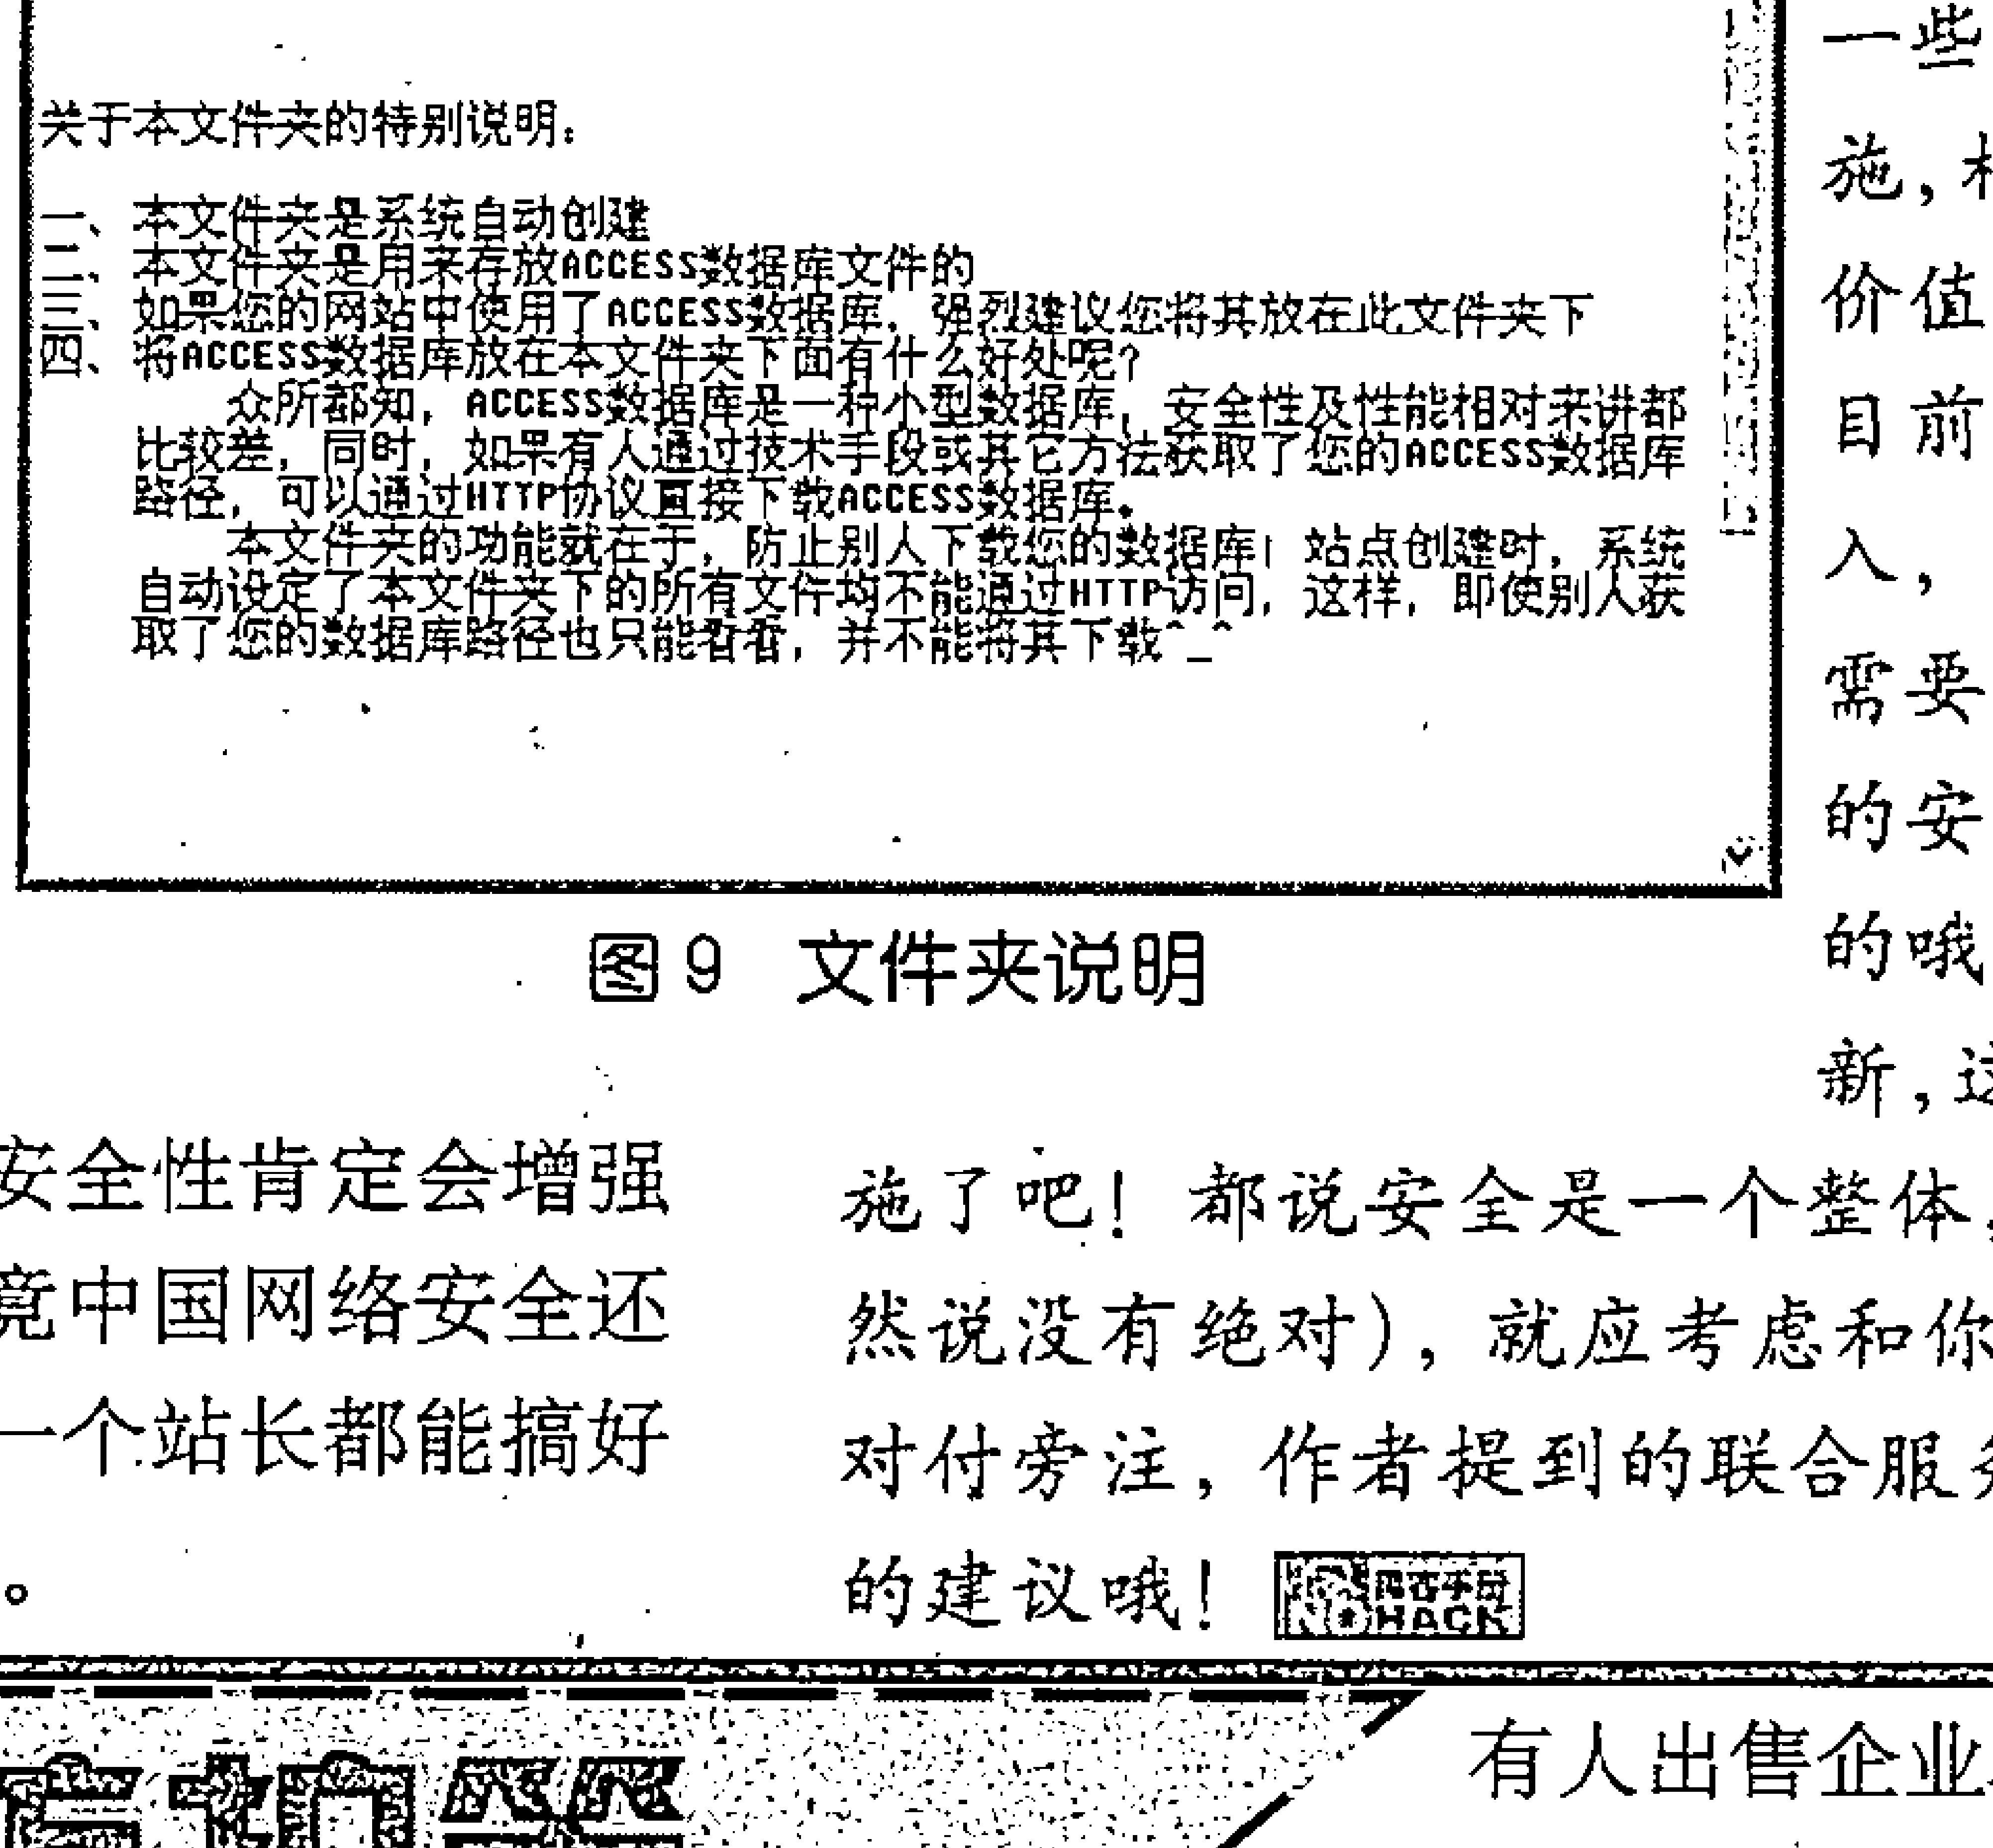 关于本文件夹的特别说明：
一、本文件夹是系统自动创建
二、本文件夹是用来存放ACCESS数据库文件的
三、如果您的网站中使用了ACCESS数据库，强烈建议您将其放在此文件夹下
四、将ACCESS数据库放在本文件夹下面有什么好处呢？
众所都知，ACCESS数据库是一种小型数据库，安全性及性能相对来讲都
比较差，同时，如果有人通过技术手段或其它方法获取了您的ACCESS数据库
路径，可以通过HTTP协议直接下载ACCESS数据库。
本文件夹的功能就在于，防止别人下载您的数据库！站点创建时，系统
自动设定了本文件夹下的所有文件均不能通过HTTP访问，这样，即使别人获
取了您的数据库路径也只能看看，并不能将其下载^_^
图9 文件夹说明
安全性肯定会增强
竟中国网络安全还
一个站长都能搞好
。
一些
施，
价值
目前
入，
需要
的安
的哦
新，这
施了吧！都说安全是一个整体，
然说没有绝对），就应考虑和你
对付旁注，作者提到的联合服务
的建议哦！
HACK
有人出售企业